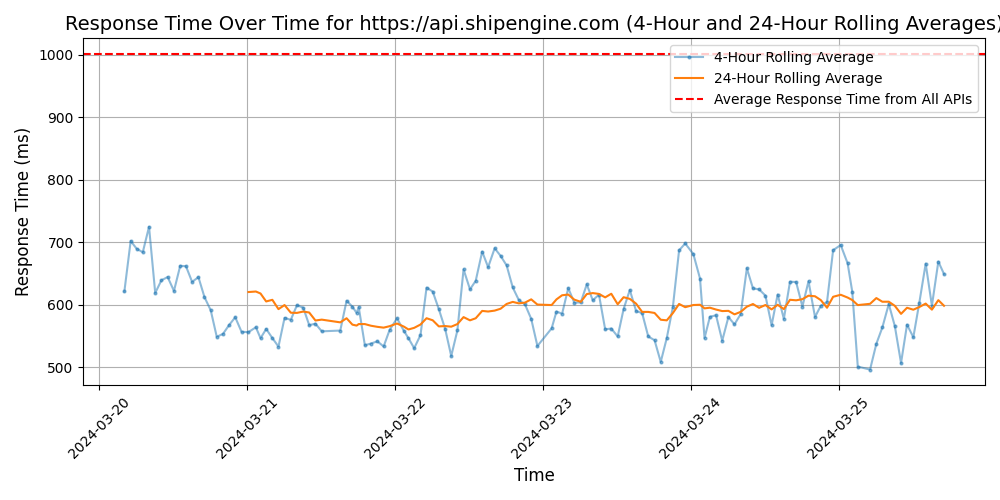 Response Time Over Time for https://api.shipengine.com (4-Hour and 24-Hour Rolling Averages)
4-Hour Rolling Average
24-Hour Rolling Average
Average Response Time from All APIs
Response Time (ms)
1000
900
800
700
600
500
2024-03-20
2024-03-21
2024-03-22
2024-03-23
2024-03-24
2024-03-25
Time